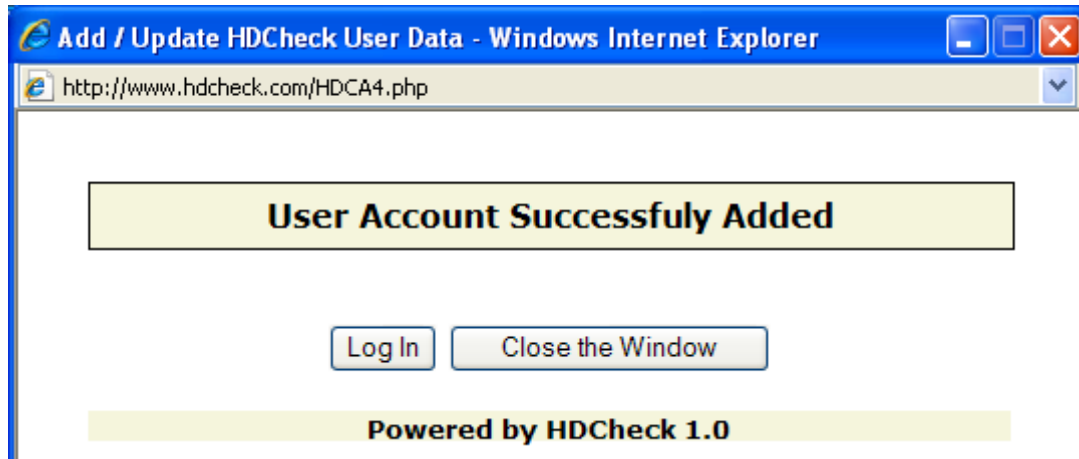 Add / Update HDCheck User Data - Windows Internet Explorer
http://www.hdcheck.com/HDCA4.php
User Account Successfuly Added
Log In Close the Window
Powered by HDCheck 1.0